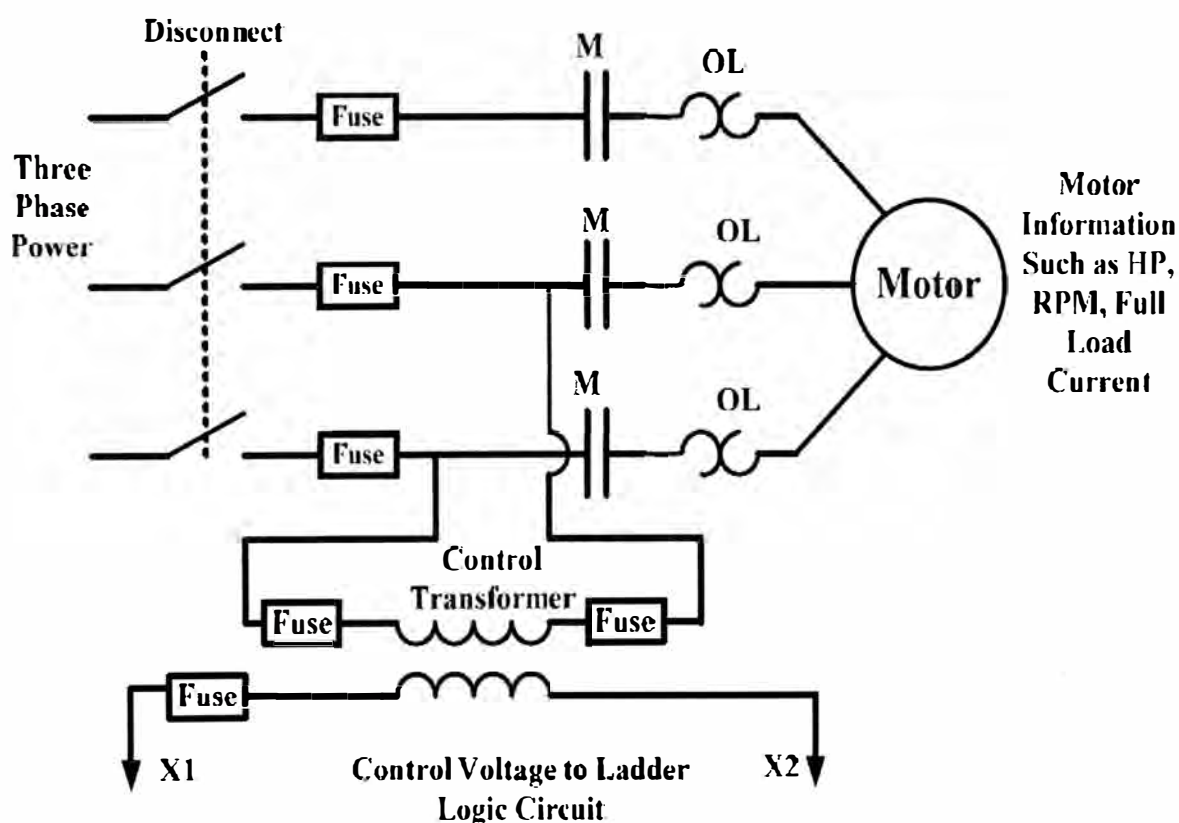 Disconnect
M
OL
Fuse
Three
Phase
Power
M
OL
Fuse
Motor
Motor
Information
Such as HP,
RPM, Full
Load
Current
M
OL
Fuse
Control
Transformer
Fuse
Fuse
Fuse
X1
Control Voltage to Ladder
Logic Circuit
X2